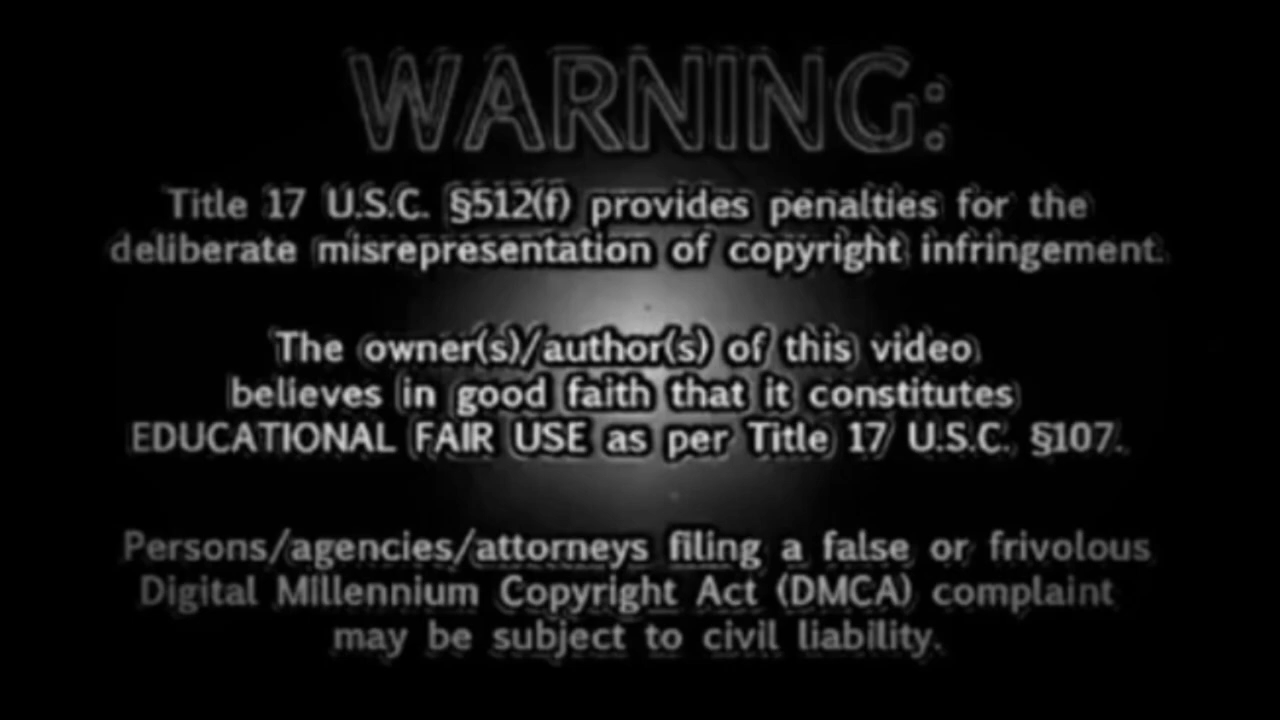 WARNING:
Title 17 U.S.C. §512(f) provides penalties for the
deliberate misrepresentation of copyright infringement.
The owner(s)/author(s) of this video
believes in good faith that it constitutes
EDUCATIONAL FAIR USE as per Title 17 U.S.C. §107.
Persons/agencies/attorneys filing a false or frivolous
Digital Millennium Copyright Act (DMCA) complaint
may be subject to civil liability.